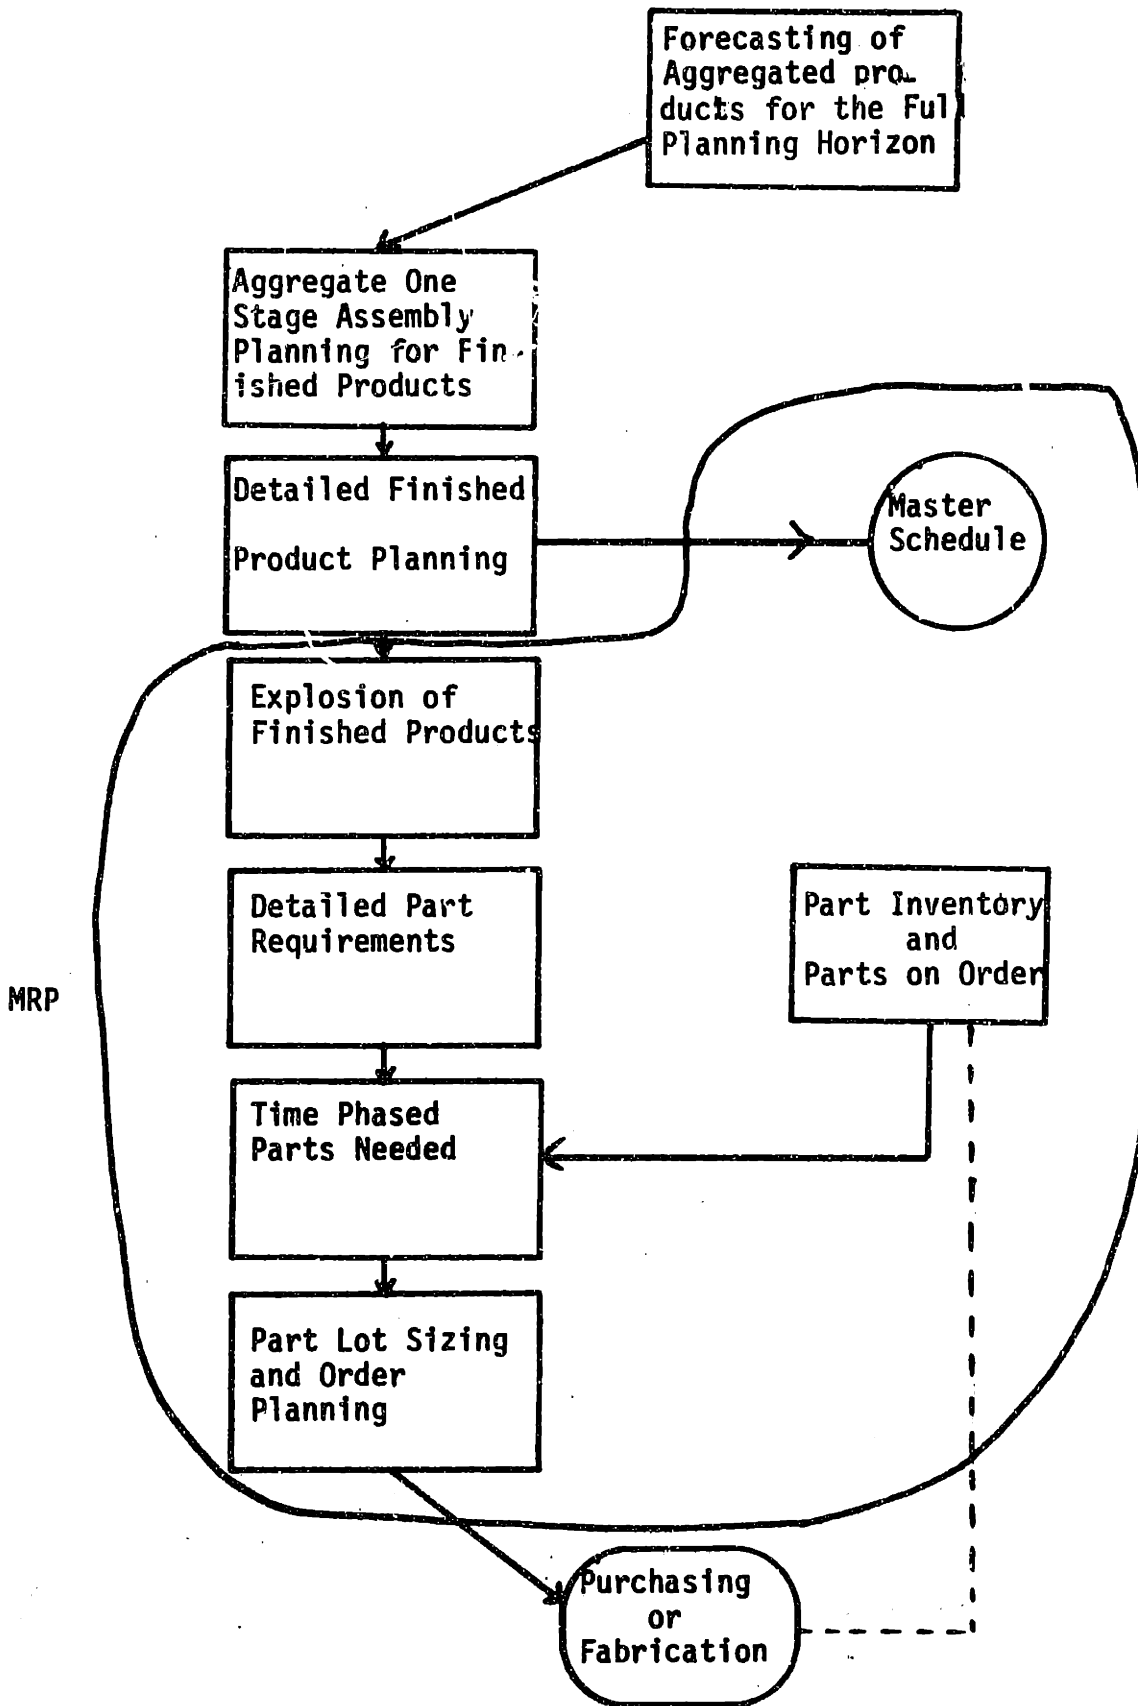 Forecasting of
Aggregated pro-
ducts for the Full
Planning Horizon
Aggregate One
Stage Assembly
Planning for Fin-
ished Products
Detailed Finished
Product Planning
Master
Schedule
Explosion of
Finished Products
Detailed Part
Requirements
Part Inventory
and
Parts on Order
MRP
Time Phased
Parts Needed
Part Lot Sizing
and Order
Planning
Purchasing
or
Fabrication